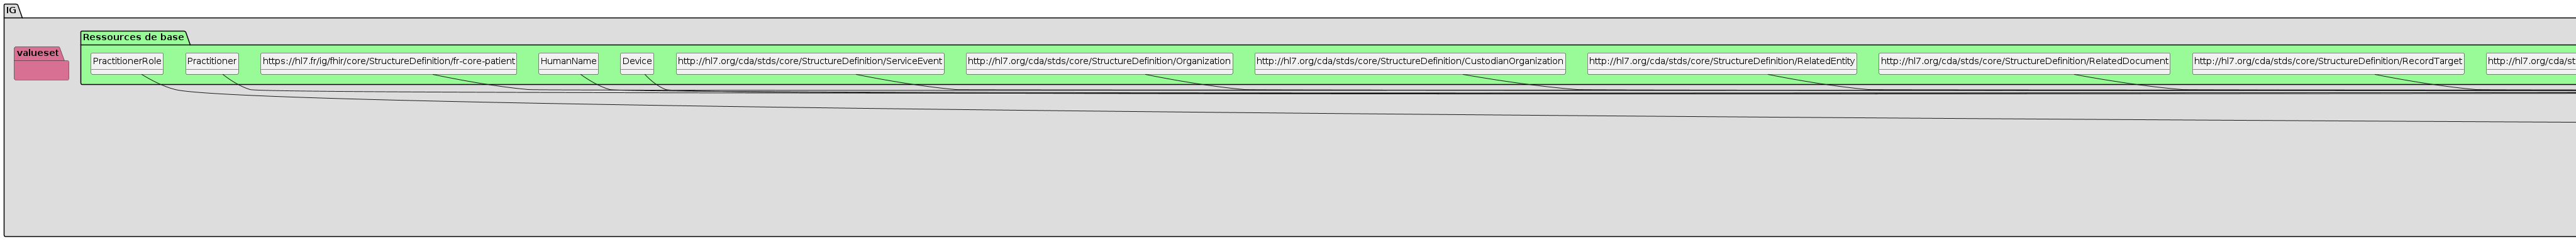 IG
Ressources de base
valueset
PractitionerRole
Practitioner
https://hl7.fr/ig/fhir/core/StructureDefinition/fr-core-patient
HumanName
Device
http://hl7.org/cda/stds/core/StructureDefinition/ServiceEvent
http://hl7.org/cda/stds/core/StructureDefinition/Organization
http://hl7.org/cda/stds/core/StructureDefinition/CustodianOrganization
http://hl7.org/cda/stds/core/StructureDefinition/RelatedEntity
http://hl7.org/cda/stds/core/StructureDefinition/RelatedDocument
http://hl7.org/cda/stds/core/StructureDefinition/RecordTarget
http://hl7.org/cda/st